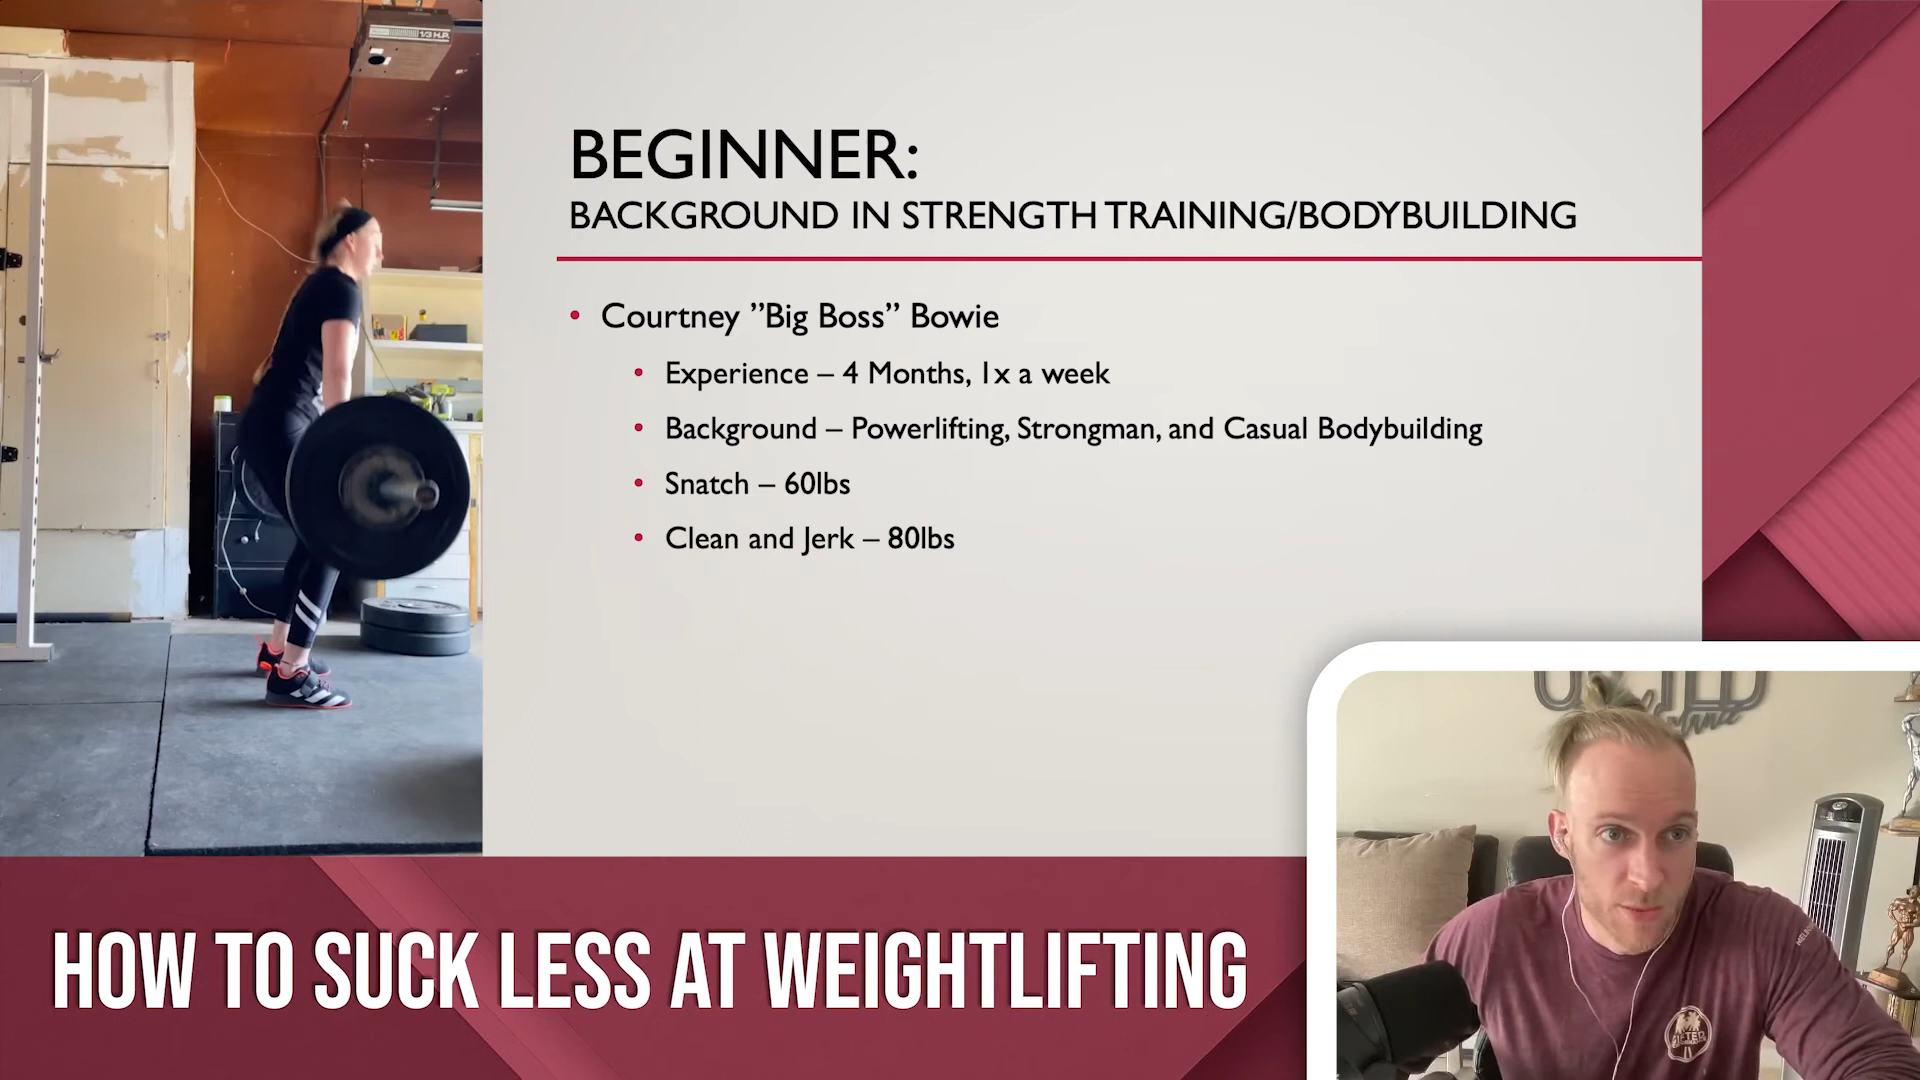 1/3 H.P.
BEGINNER:
BACKGROUND IN STRENGTH TRAINING/BODYBUILDING
• Courtney ”Big Boss” Bowie
• Experience – 4 Months, 1x a week
• Background – Powerlifting, Strongman, and Casual Bodybuilding
• Snatch – 60lbs
• Clean and Jerk – 80lbs
HOW TO SUCK LESS AT WEIGHTLIFTING